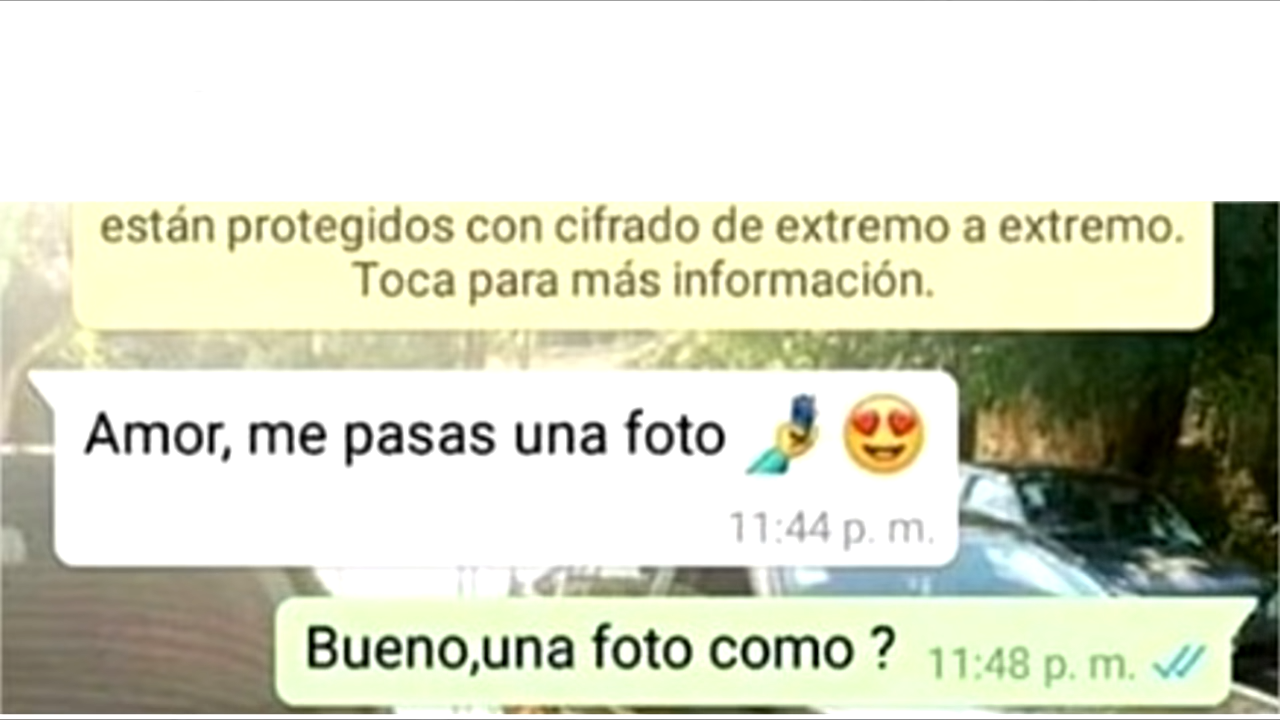 están protegidos con cifrado de extremo a extremo.
Toca para más información.
Amor, me pasas una foto 🤳 😍
11:44 p. m.
Bueno,una foto como ? 11:48 p. m.